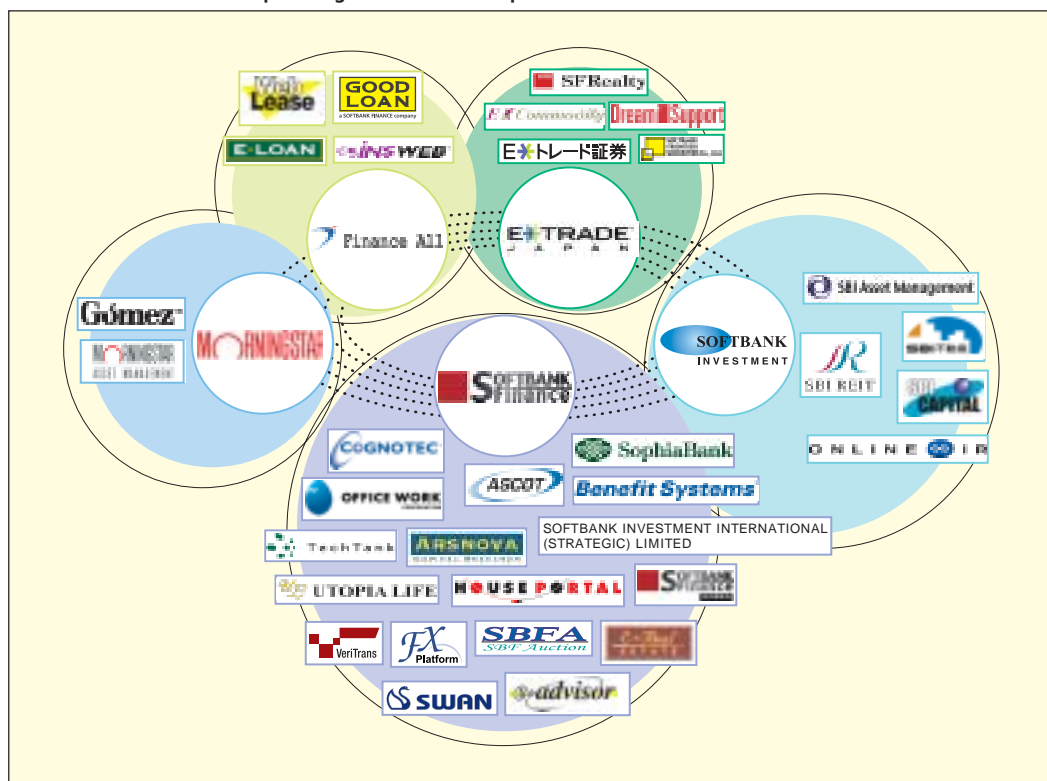 Web
Lease
GOOD
LOAN
a SOFTBANK FINANCE company
E-LOAN
INSWEB
SFRealty
Commodity
Dream Support
E*トレード証券
Finance All
E*TRADE
JAPAN
Gómez™
MORNINGSTAR
ASSET MANAGEMENT
MORNINGSTAR
SOFTBANK
Finance
SOFTBANK
INVESTMENT
SBI Asset Management
SBI REIT
CAPITAL
ONLINE IR
COGNOTEC
SophiaBank
ASCOT
Benefit Systems
OFFICE WORK
SOFTBANK INVESTMENT INTERNATIONAL
(STRATEGIC) LIMITED
TechTank
ARSNOVA
UTOPIA LIFE
HOUSE PORTAL
SOFTBANK
Finance
VeriTrans
FX
Platform
SBFA
SBF Auction
SWAN
advisor